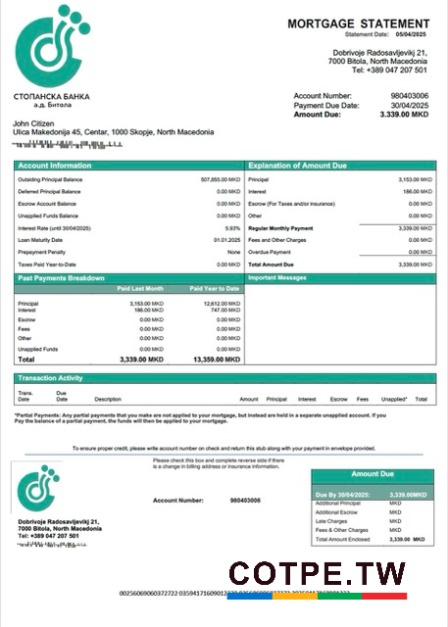 MORTGAGE STATEMENT
Statement Date: 05/04/2025
Dobrivoje Radosavljevikj 21,
7000 Bitola, North Macedonia
Tel: +389 047 207 501
СТОПАНСКА БАНКА
а.д. Битола
Account Number: 980403006
Payment Due Date: 30/04/2025
Amount Due: 3.339.00 MKD
John Citizen
Ulica Makedonija 45, Centar, 1000 Skopje, North Macedonia
Account Information
Outsiding Principal Balance 507,855.00 MKD
Deferred Principal Balance 0.00 MKD
Escrow Account Balance 0.00 MKD
Unapplied Funds Balance 0.00 MKD
Interest Rate (until 30/04/2025) 5.93%
Loan Maturity Date 01.01.2025
Prepayment Penalty None
Taxes Paid Year-to-Date 0.00 MKD
Explanation of Amount Due
Principal 3,153.00 MKD
Interest 186.00 MKD
Escrow (For Taxes and/or Insurance) 0.00 MKD
Other 0.00 MKD
Regular Monthly Payment 3,339.00 MKD
Fees and Other Charges 0.00 MKD
Overdue Payment 0.00 MKD
Total Amount Due 3,339.00 MKD
Past Payments Breakdown
Paid Last Month Paid Year to Date
Principal 3,153.00 MKD 12,612.00 MKD
Interest 186.00 MKD 747.00 MKD
Escrow 0.00 MKD 0.00 MKD
Fees 0.00 MKD 0.00 MKD
Other 0.00 MKD 0.00 MKD
Unapplied Funds 0.00 MKD 0.00 MKD
Total 3,339.00 MKD 13,359.00 MKD
Important Messages
Transaction Activity
Trans. Date Due Date Description Amount Principal Interest Escrow Fees Unapplied* Total
*Partial Payments: Any partial payments that you make are not applied to your mortgage, but instead are held in a separate unapplied account. If you
Pay the balance of a partial payment, the funds will then be applied to your mortgage.
To ensure proper credit, please write account number on check and return this stub along with your payment in envelope provided.
Please check this box and complete reverse side if there
is a change in billing address or insurance information.
Account Number: 980403006
Dobrivoje Radosavljevikj 21,
7000 Bitola, North Macedonia
Tel: +389 047 207 501
Amount Due
Due By 30/04/2025: 3,339.00MKD
Additional Principal MKD
Additional Escrow MKD
Late Charges MKD
Fees & Other Charges MKD
Total Amount Enclosed 3,339.00 MKD
COTPE.TW